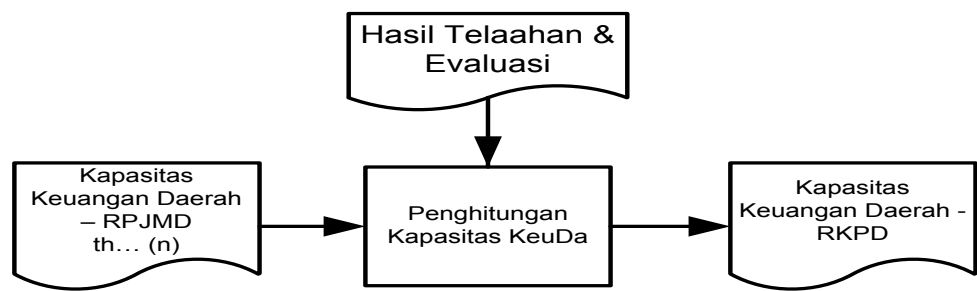 Hasil Telaahan &
Evaluasi
Kapasitas
Keuangan Daerah
– RPJMD
th… (n)
Penghitungan
Kapasitas KeuDa
Kapasitas
Keuangan Daerah -
RKPD